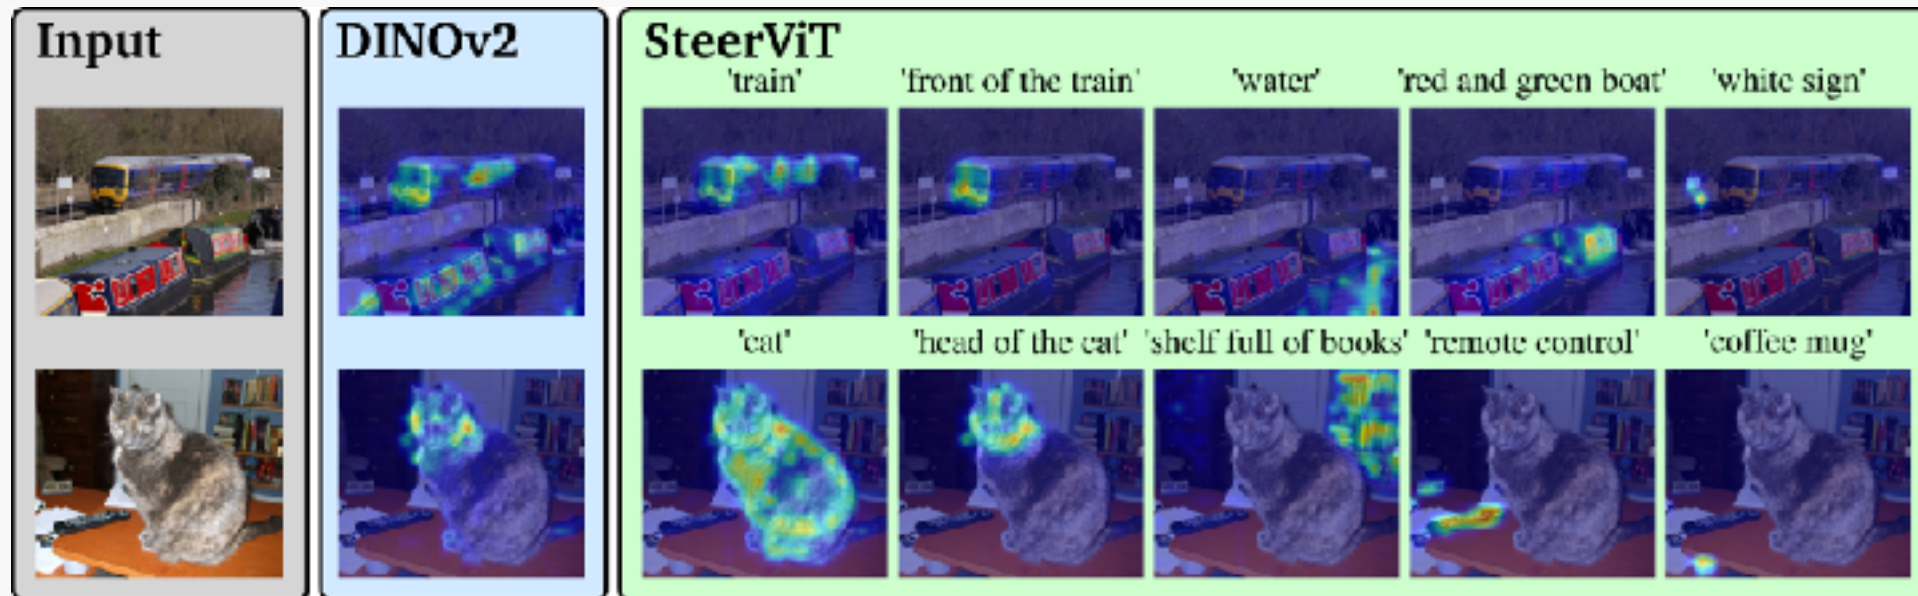 Input
DINOv2
SteerViT
'train' 'front of the train' 'water' 'red and green boat' 'white sign'
'cat' 'head of the cat' 'shelf full of books' 'remote control' 'coffee mug'